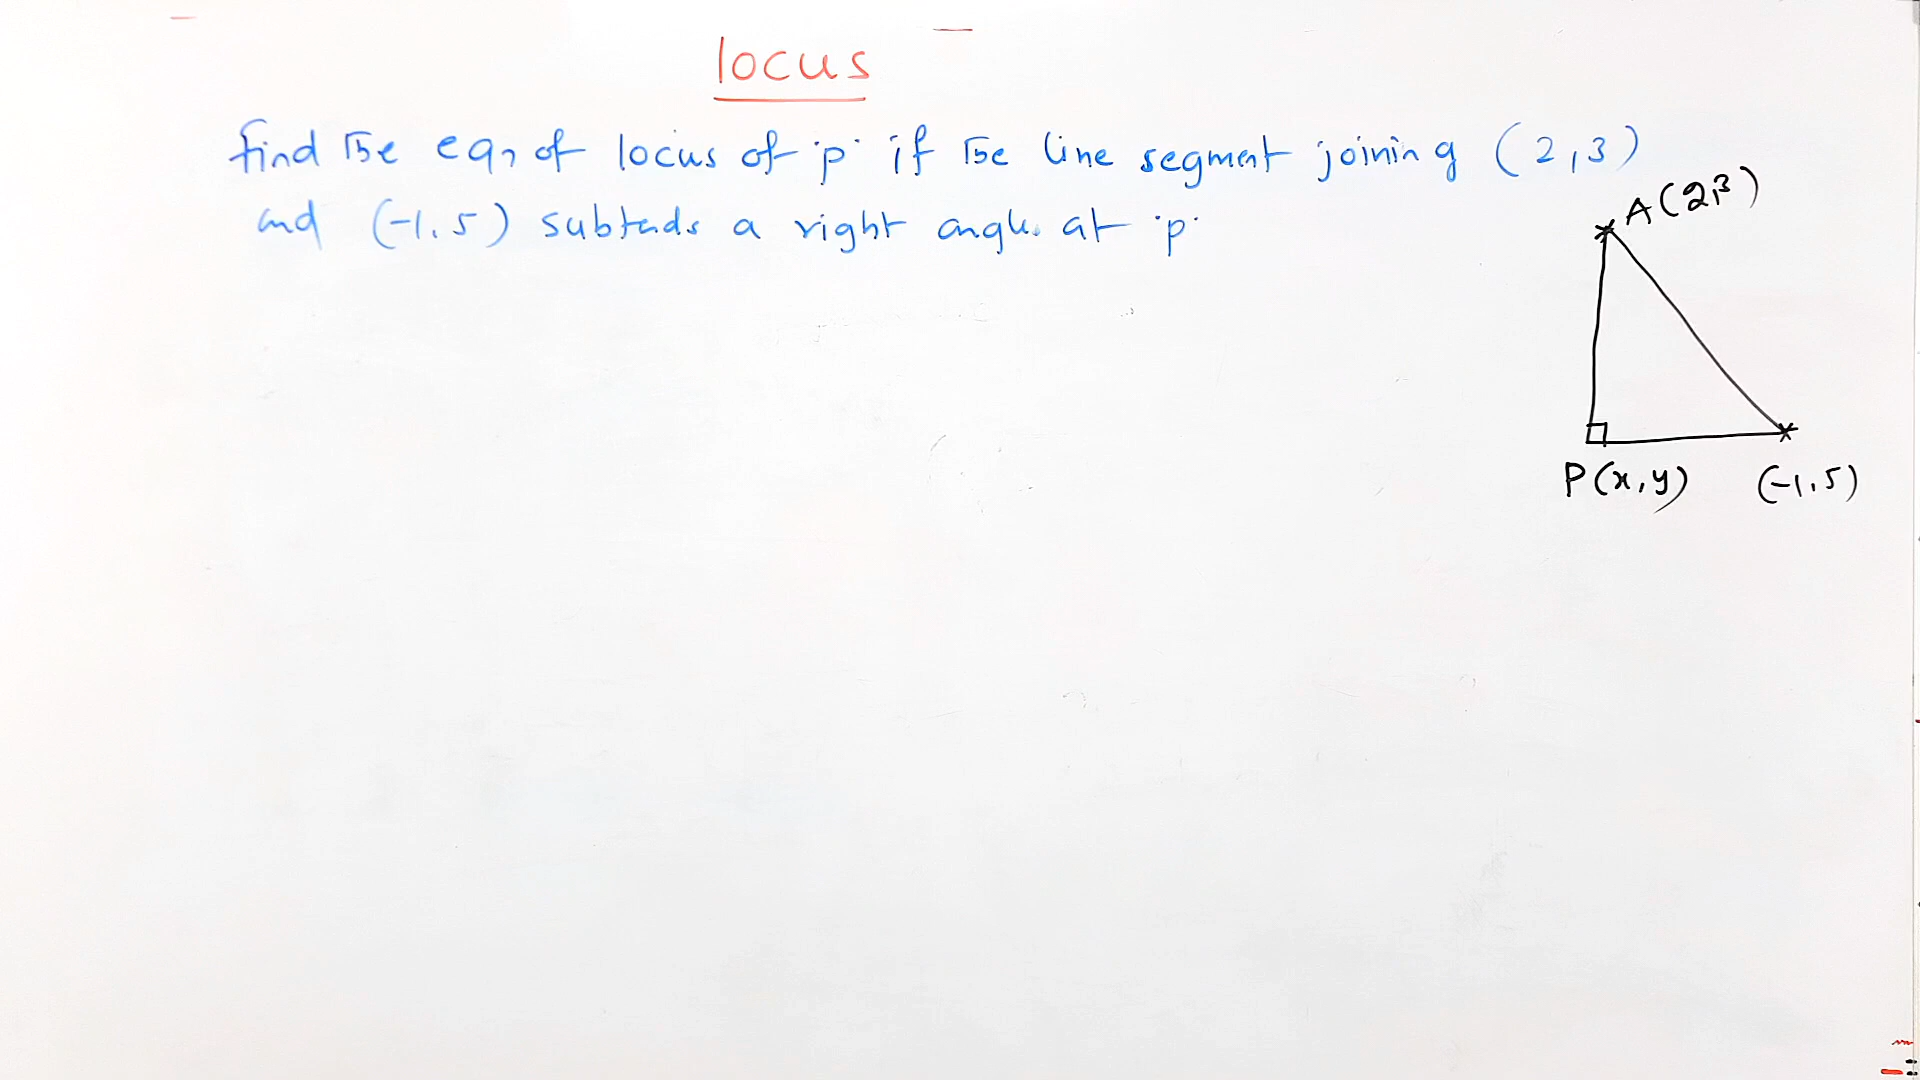 locus
find the eqn of locus of 'p' if the line segment joining (2,3)
and (-1,5) subtends a right angle at 'p'
A(2,3)
P(x,y) (-1,5)